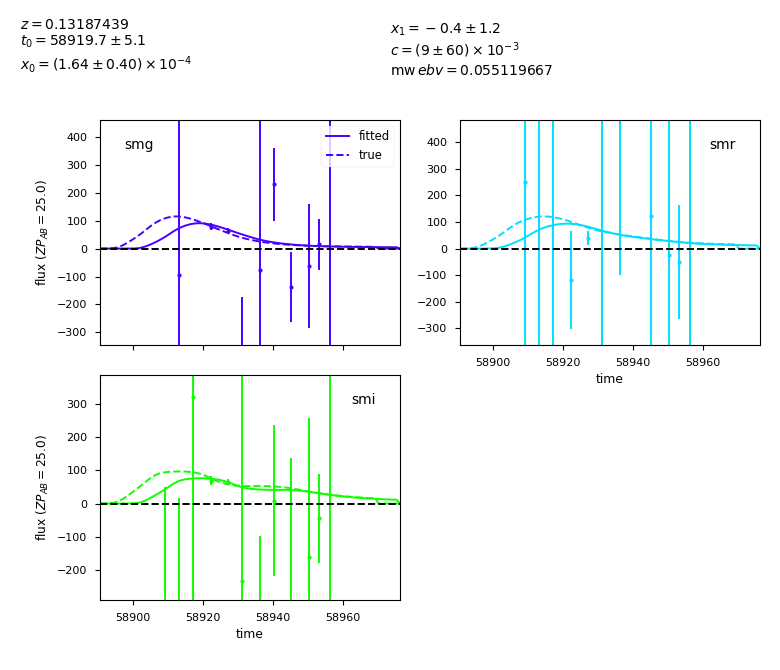 z = 0.13187439
t₀ = 58919.7 ± 5.1
x₀ = (1.64 ± 0.40) × 10⁻⁴
x₁ = −0.4 ± 1.2
c = (9 ± 60) × 10⁻³
mw ebv = 0.055119667
smg
fitted
true
400
300
200
100
0
−100
−200
−300
flux (ZP_AB = 25.0)
smr
400
300
200
100
0
−100
−200
−300
58900 58920 58940 58960
time
smi
300
200
100
0
−100
−200
flux (ZP_AB = 25.0)
58900 58920 58940 58960
time